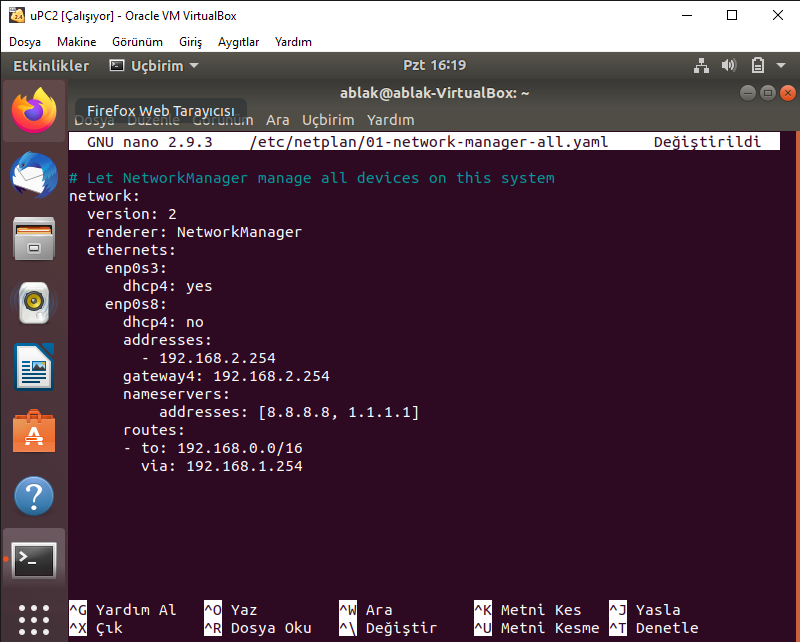 uPC2 [Çalışıyor] - Oracle VM VirtualBox
Dosya Makine Görünüm Giriş Aygıtlar Yardım
Etkinlikler Uçbirim Pzt 16:19
ablak@ablak-VirtualBox: ~
Firefox Web Tarayıcısı
Dosya Düzenle Görünüm Ara Uçbirim Yardım
GNU nano 2.9.3 /etc/netplan/01-network-manager-all.yaml Değiştirildi
# Let NetworkManager manage all devices on this system
network:
  version: 2
  renderer: NetworkManager
  ethernets:
    enp0s3:
      dhcp4: yes
    enp0s8:
      dhcp4: no
      addresses:
        - 192.168.2.254
      gateway4: 192.168.2.254
      nameservers:
          addresses: [8.8.8.8, 1.1.1.1]
      routes:
      - to: 192.168.0.0/16
        via: 192.168.1.254
^G Yardım Al ^O Yaz ^W Ara ^K Metni Kes ^J Yasla
^X Çık ^R Dosya Oku ^\ Değiştir ^U Metni Kesme ^T Denetle